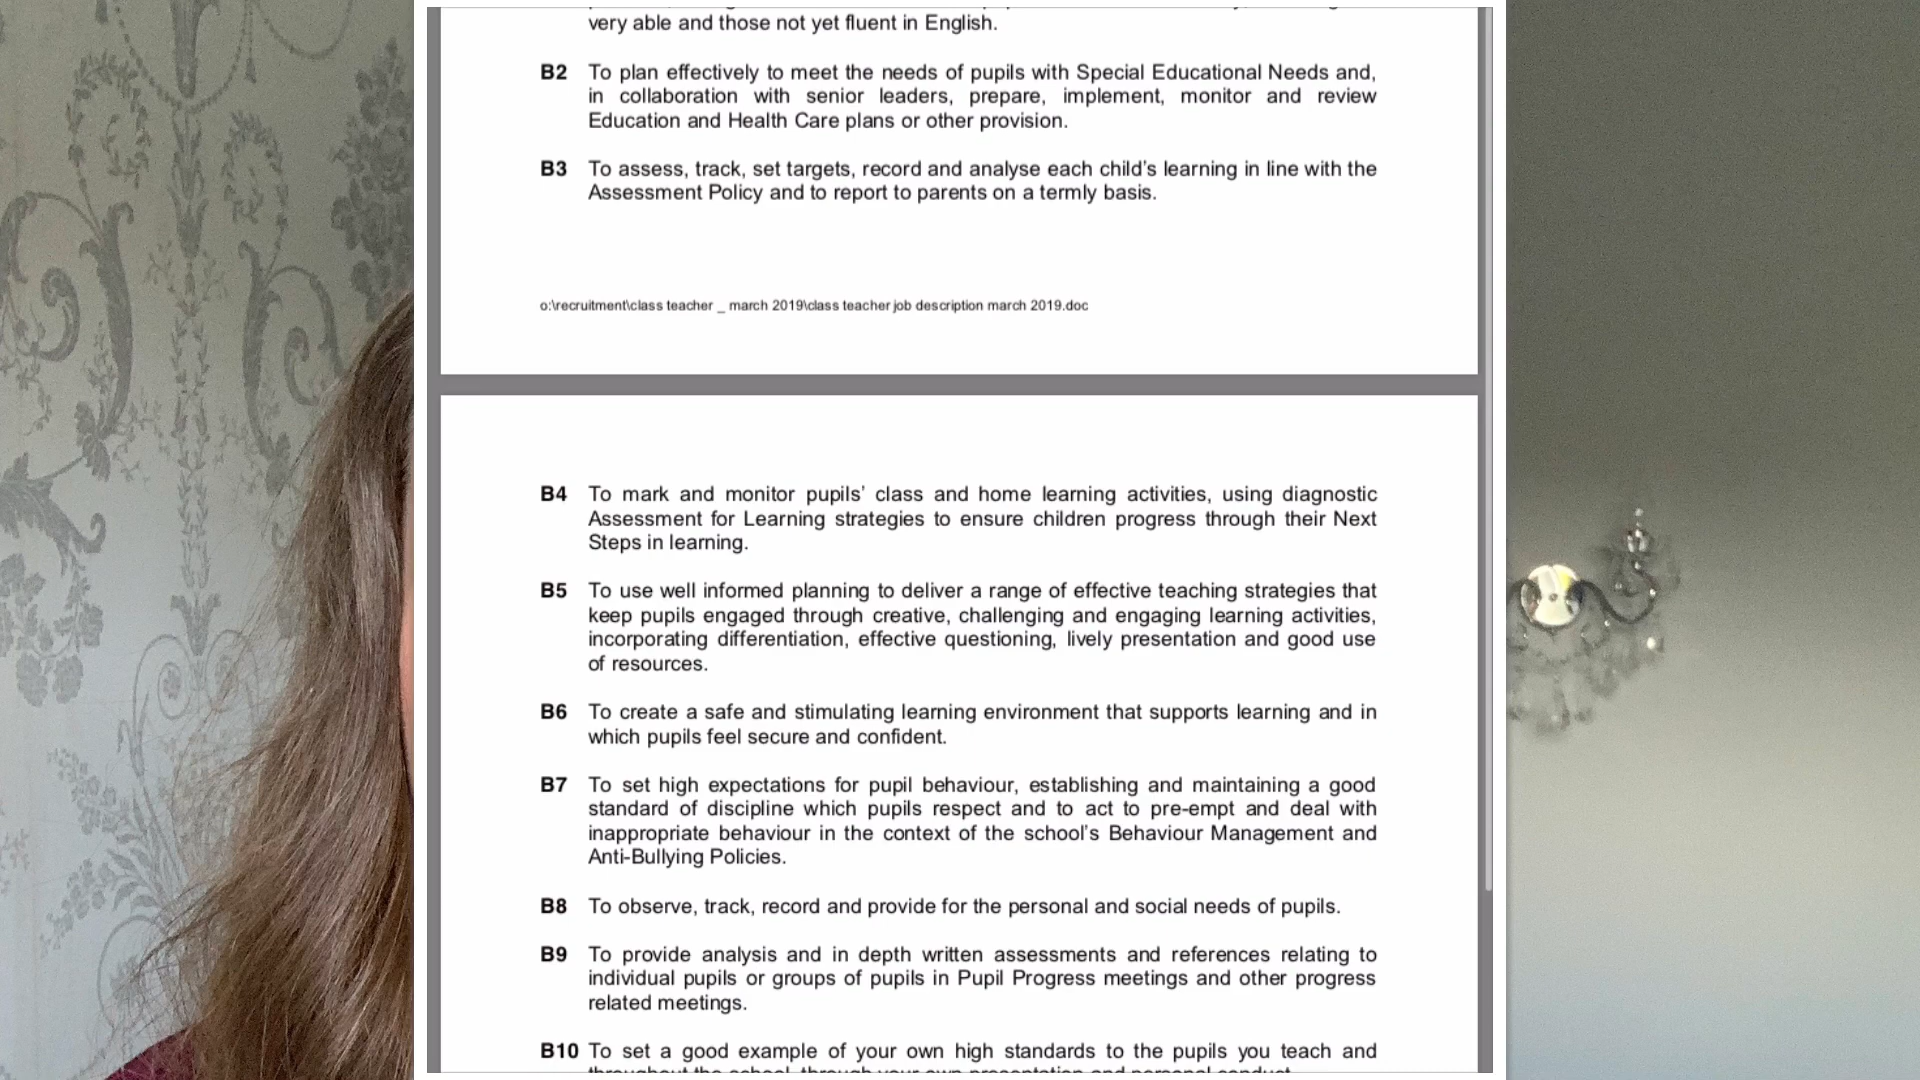 very able and those not yet fluent in English.
B2 To plan effectively to meet the needs of pupils with Special Educational Needs and,
in collaboration with senior leaders, prepare, implement, monitor and review
Education and Health Care plans or other provision.
B3 To assess, track, set targets, record and analyse each child's learning in line with the
Assessment Policy and to report to parents on a termly basis.
o:\recruitment\class teacher _ march 2019\class teacher job description march 2019.doc
B4 To mark and monitor pupils' class and home learning activities, using diagnostic
Assessment for Learning strategies to ensure children progress through their Next
Steps in learning.
B5 To use well informed planning to deliver a range of effective teaching strategies that
keep pupils engaged through creative, challenging and engaging learning activities,
incorporating differentiation, effective questioning, lively presentation and good use
of resources.
B6 To create a safe and stimulating learning environment that supports learning and in
which pupils feel secure and confident.
B7 To set high expectations for pupil behaviour, establishing and maintaining a good
standard of discipline which pupils respect and to act to pre-empt and deal with
inappropriate behaviour in the context of the school's Behaviour Management and
Anti-Bullying Policies.
B8 To observe, track, record and provide for the personal and social needs of pupils.
B9 To provide analysis and in depth written assessments and references relating to
individual pupils or groups of pupils in Pupil Progress meetings and other progress
related meetings.
B10 To set a good example of your own high standards to the pupils you teach and
throughout the school, through your own presentation and personal conduct.